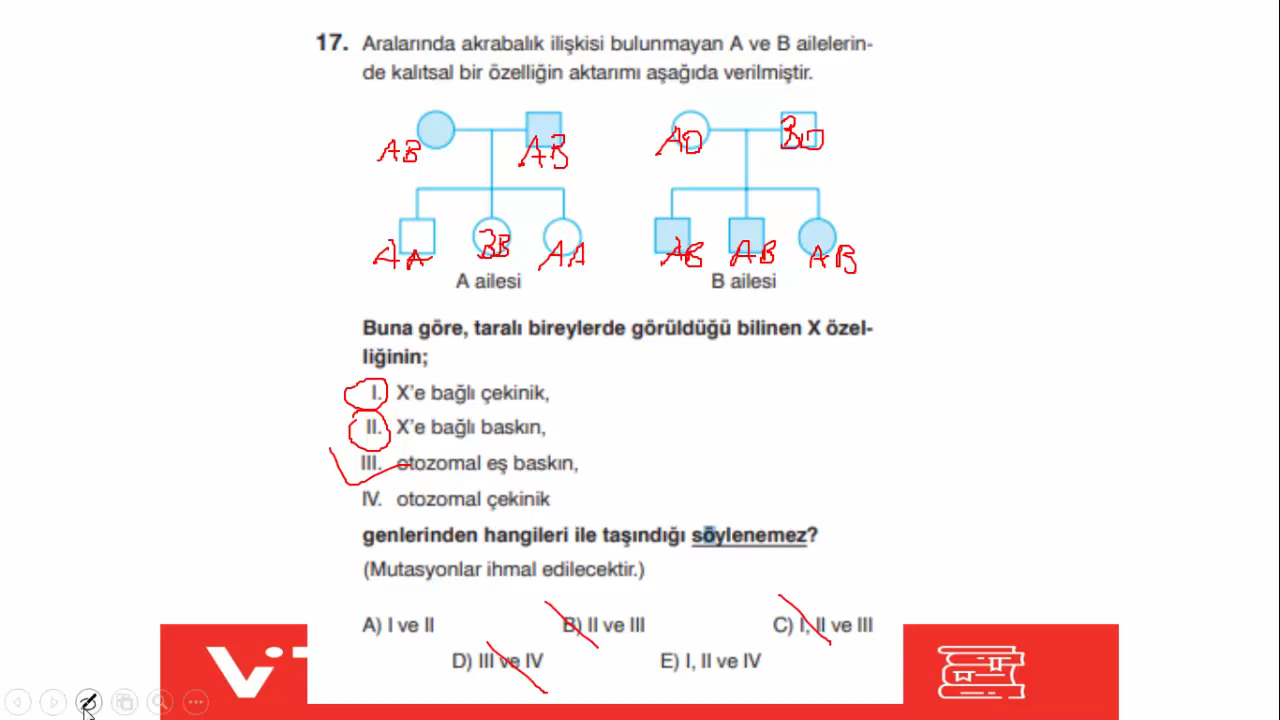 17. Aralarında akrabalık ilişkisi bulunmayan A ve B ailelerin-
de kalıtsal bir özelliğin aktarımı aşağıda verilmiştir.
AB AB AO BO
AA BB AA AB AB AB
A ailesi B ailesi
Buna göre, taralı bireylerde görüldüğü bilinen X özel-
liğinin;
I. X'e bağlı çekinik,
II. X'e bağlı baskın,
III. otozomal eş baskın,
IV. otozomal çekinik
genlerinden hangileri ile taşındığı söylenemez?
(Mutasyonlar ihmal edilecektir.)
A) I ve II B) II ve III C) I, II ve III
D) III ve IV E) I, II ve IV